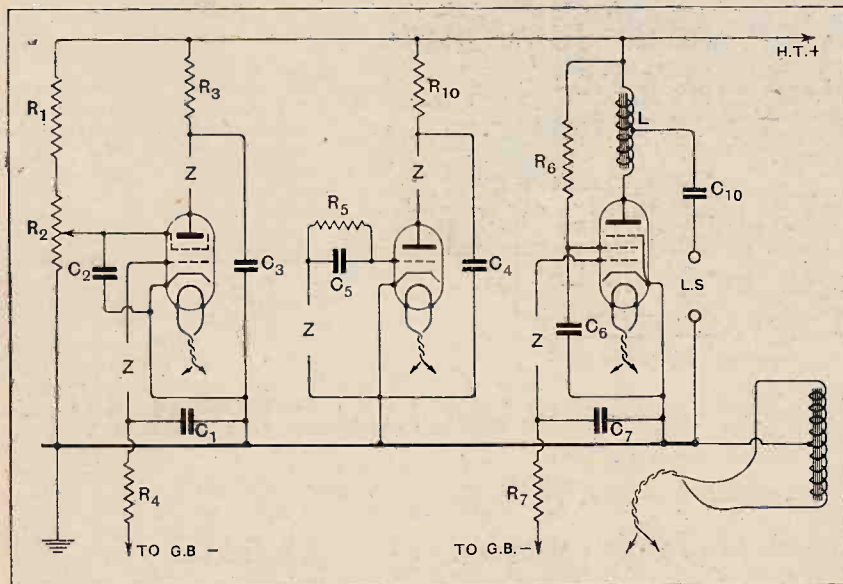 H.T.+
R3
R10
R1
Z
Z
L
R6
C10
R5
R2
C2
C3
C5
C4
L.S
Z
Z
C6
Z
C1
C7
R4
R7
TO G.B –
TO G.B.–